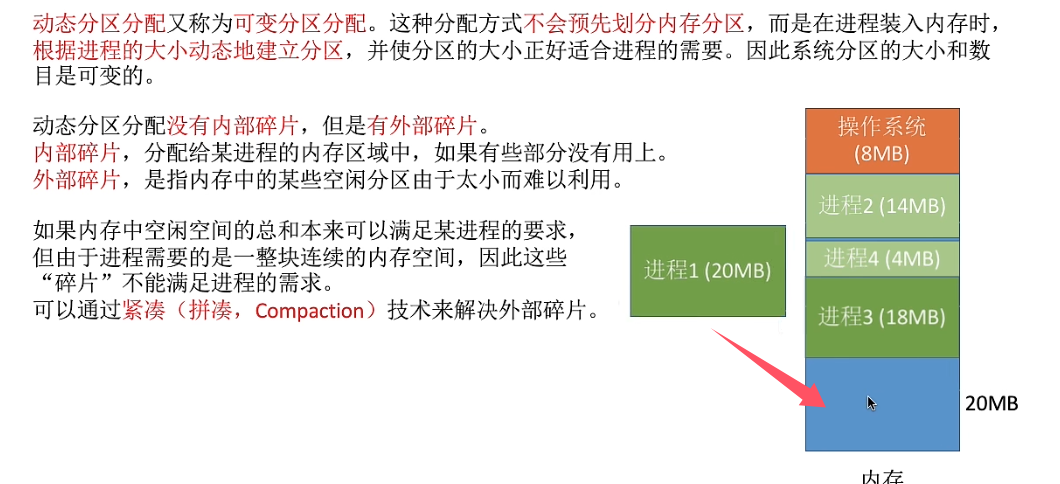 动态分区分配又称为可变分区分配。这种分配方式不会预先划分内存分区，而是在进程装入内存时，
根据进程的大小动态地建立分区，并使分区的大小正好适合进程的需要。因此系统分区的大小和数
目是可变的。
动态分区分配没有内部碎片，但是有外部碎片。
内部碎片，分配给某进程的内存区域中，如果有些部分没有用上。
外部碎片，是指内存中的某些空闲分区由于太小而难以利用。
如果内存中空闲空间的总和本来可以满足某进程的要求，
但由于进程需要的是一整块连续的内存空间，因此这些
“碎片”不能满足进程的需求。
可以通过紧凑（拼凑，Compaction）技术来解决外部碎片。
进程1 (20MB)
操作系统
(8MB)
进程2 (14MB)
进程4 (4MB)
进程3 (18MB)
20MB
内存